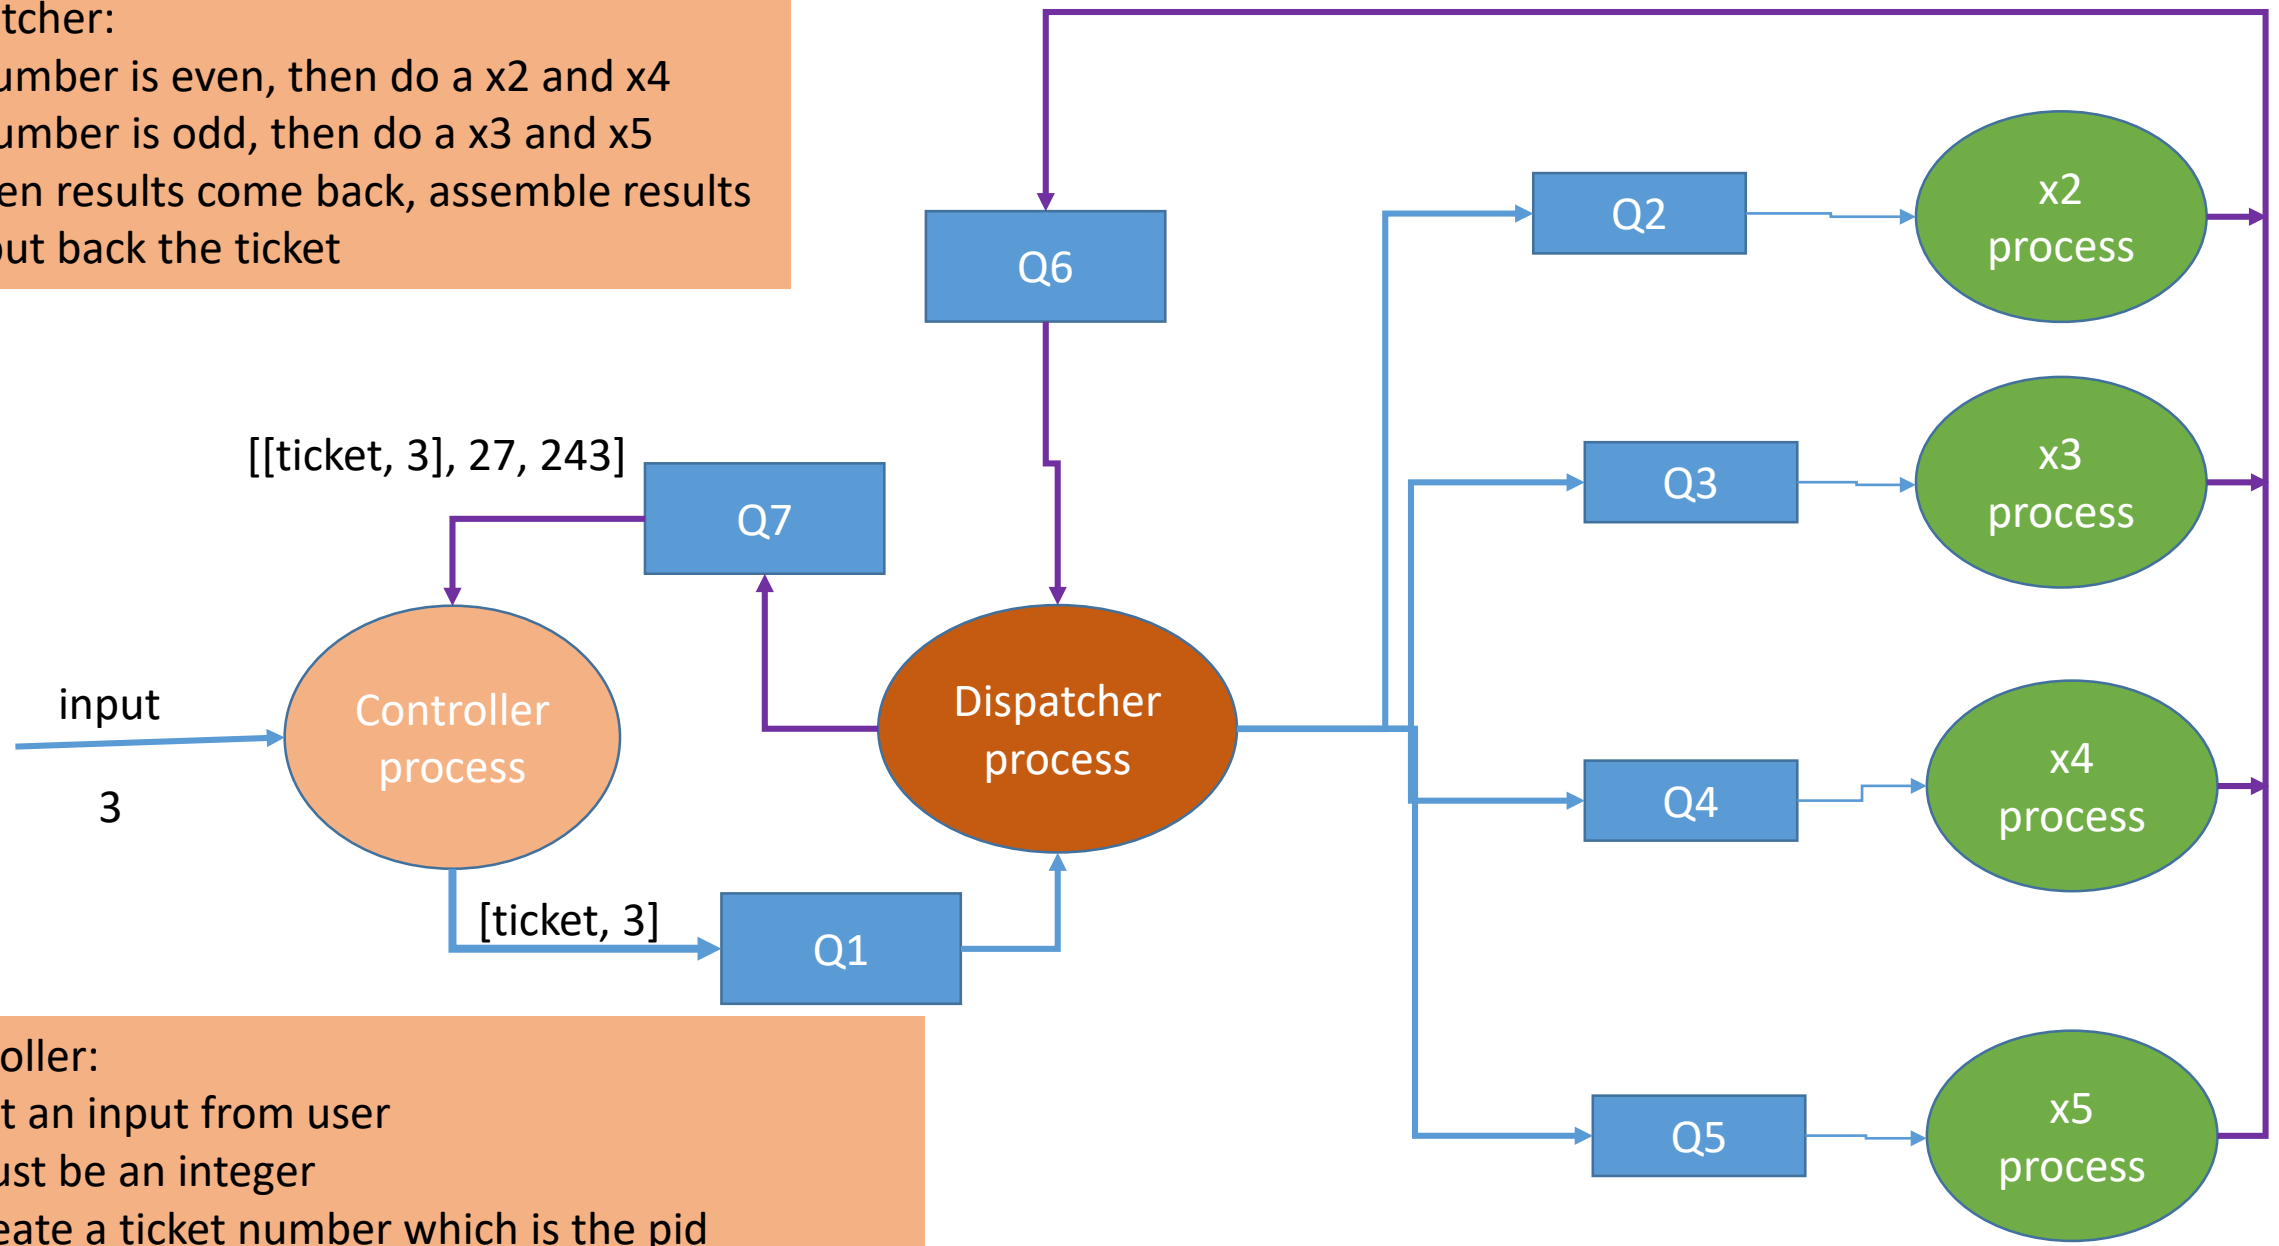 tcher:
umber is even, then do a x2 and x4
umber is odd, then do a x3 and x5
en results come back, assemble results
out back the ticket
Q6
Q2
x2
process
[[ticket, 3], 27, 243]
Q7
Q3
x3
process
input
3
Controller
process
Dispatcher
process
Q4
x4
process
[ticket, 3]
Q1
Q5
x5
process
oller:
t an input from user
ust be an integer
eate a ticket number which is the pid